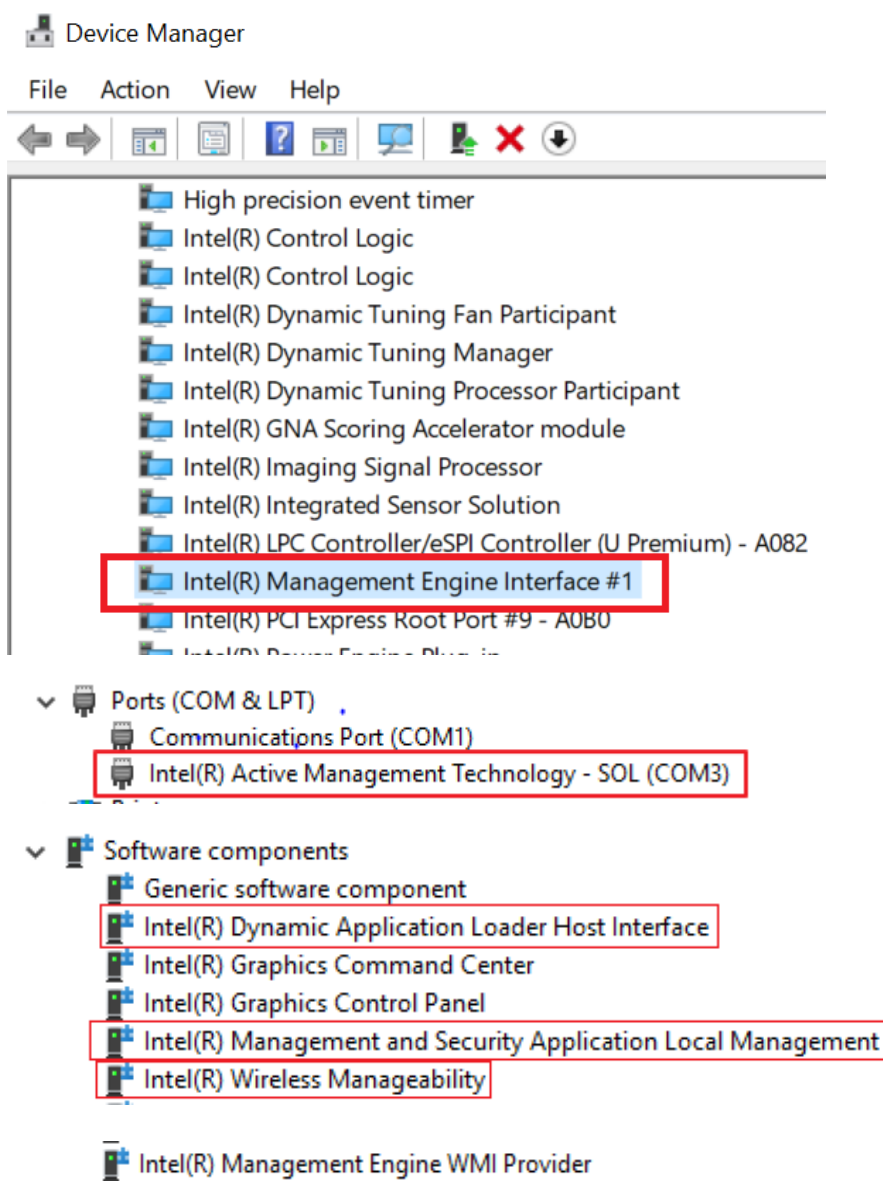 Device Manager
File Action View Help
High precision event timer
Intel(R) Control Logic
Intel(R) Control Logic
Intel(R) Dynamic Tuning Fan Participant
Intel(R) Dynamic Tuning Manager
Intel(R) Dynamic Tuning Processor Participant
Intel(R) GNA Scoring Accelerator module
Intel(R) Imaging Signal Processor
Intel(R) Integrated Sensor Solution
Intel(R) LPC Controller/eSPI Controller (U Premium) - A082
Intel(R) Management Engine Interface #1
Intel(R) PCI Express Root Port #9 - A0B0
Intel(R) Power Engine Plug-in
Ports (COM & LPT)
Communications Port (COM1)
Intel(R) Active Management Technology - SOL (COM3)
Software components
Generic software component
Intel(R) Dynamic Application Loader Host Interface
Intel(R) Graphics Command Center
Intel(R) Graphics Control Panel
Intel(R) Management and Security Application Local Management
Intel(R) Wireless Manageability
Intel(R) Management Engine WMI Provider